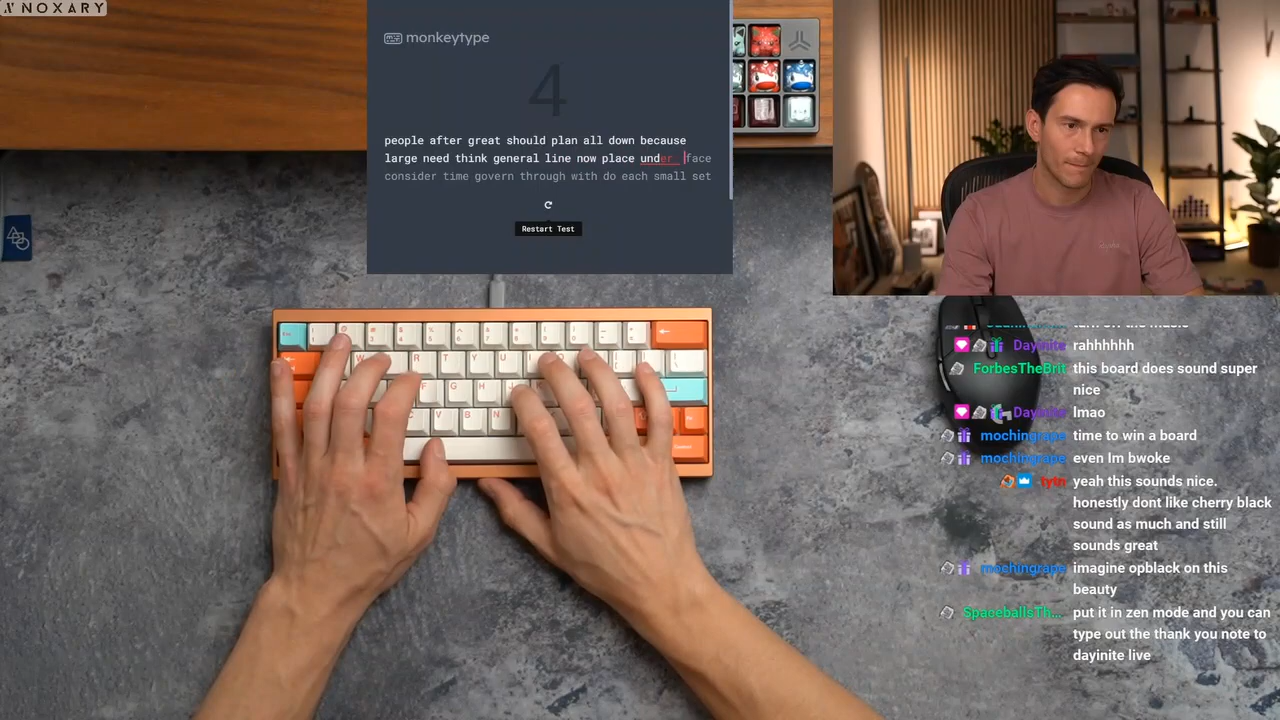 NOXARY
monkeytype
4
people after great should plan all down because
large need think general line now place under_ face
consider time govern through with do each small set
Restart Test
Dayinite rahhhhhh
ForbesTheBrit this board does sound super
nice
Dayinite lmao
mochingrape time to win a board
mochingrape even Im bwoke
tyth yeah this sounds nice.
honestly dont like cherry black
sound as much and still
sounds great
mochingrape imagine opblack on this
beauty
SpaceballsTh... put it in zen mode and you can
type out the thank you note to
dayinite live